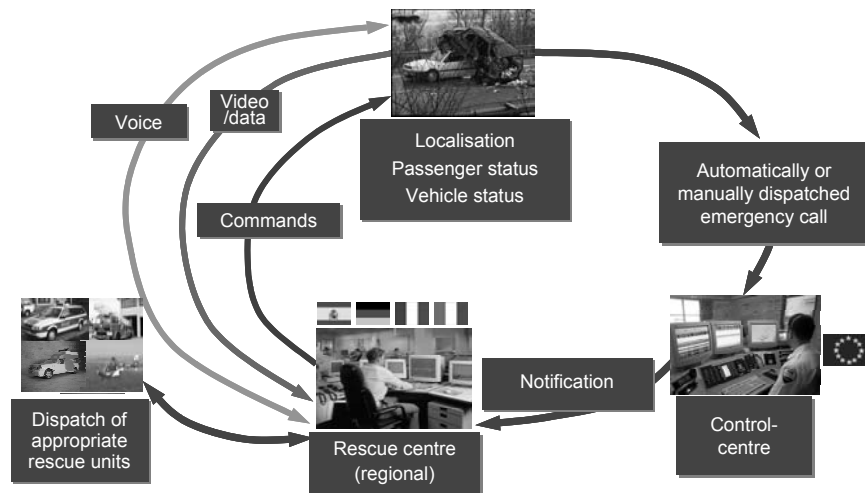 Voice
Video
/data
Localisation
Passenger status
Vehicle status
Automatically or
manually dispatched
emergency call
Commands
Notification
Dispatch of
appropriate
rescue units
Rescue centre
(regional)
Control-
centre